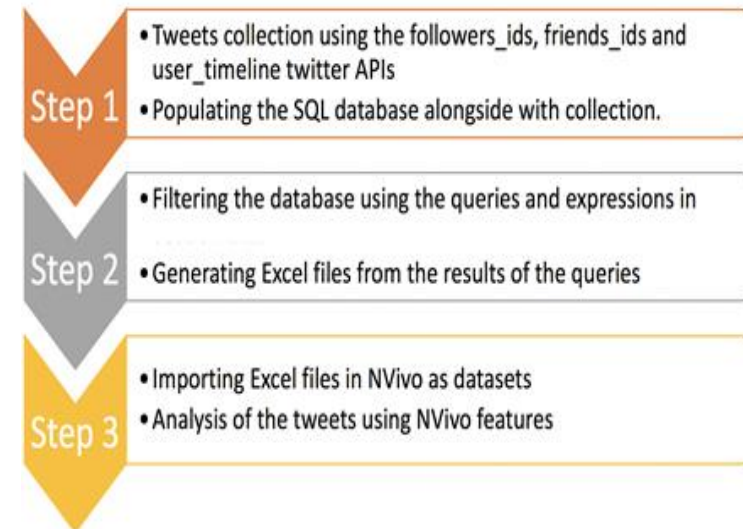 Step 1
• Tweets collection using the followers_ids, friends_ids and
user_timeline twitter APIs
• Populating the SQL database alongside with collection.
Step 2
• Filtering the database using the queries and expressions in
• Generating Excel files from the results of the queries
Step 3
• Importing Excel files in NVivo as datasets
• Analysis of the tweets using NVivo features